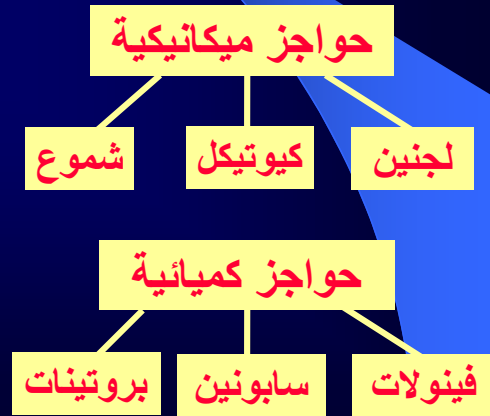 حواجز ميكانيكية
لجنين كيوتيكل شموع
حواجز كميائية
فينولات سابونين بروتينات